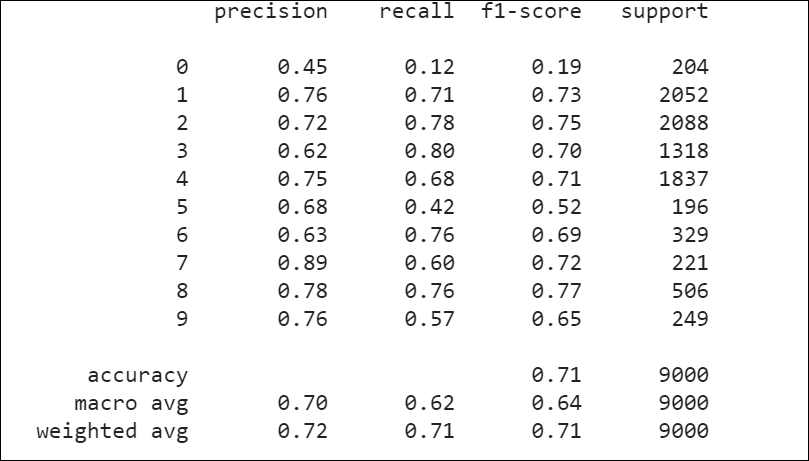 precision recall f1-score support
0 0.45 0.12 0.19 204
1 0.76 0.71 0.73 2052
2 0.72 0.78 0.75 2088
3 0.62 0.80 0.70 1318
4 0.75 0.68 0.71 1837
5 0.68 0.42 0.52 196
6 0.63 0.76 0.69 329
7 0.89 0.60 0.72 221
8 0.78 0.76 0.77 506
9 0.76 0.57 0.65 249
accuracy 0.71 9000
macro avg 0.70 0.62 0.64 9000
weighted avg 0.72 0.71 0.71 9000